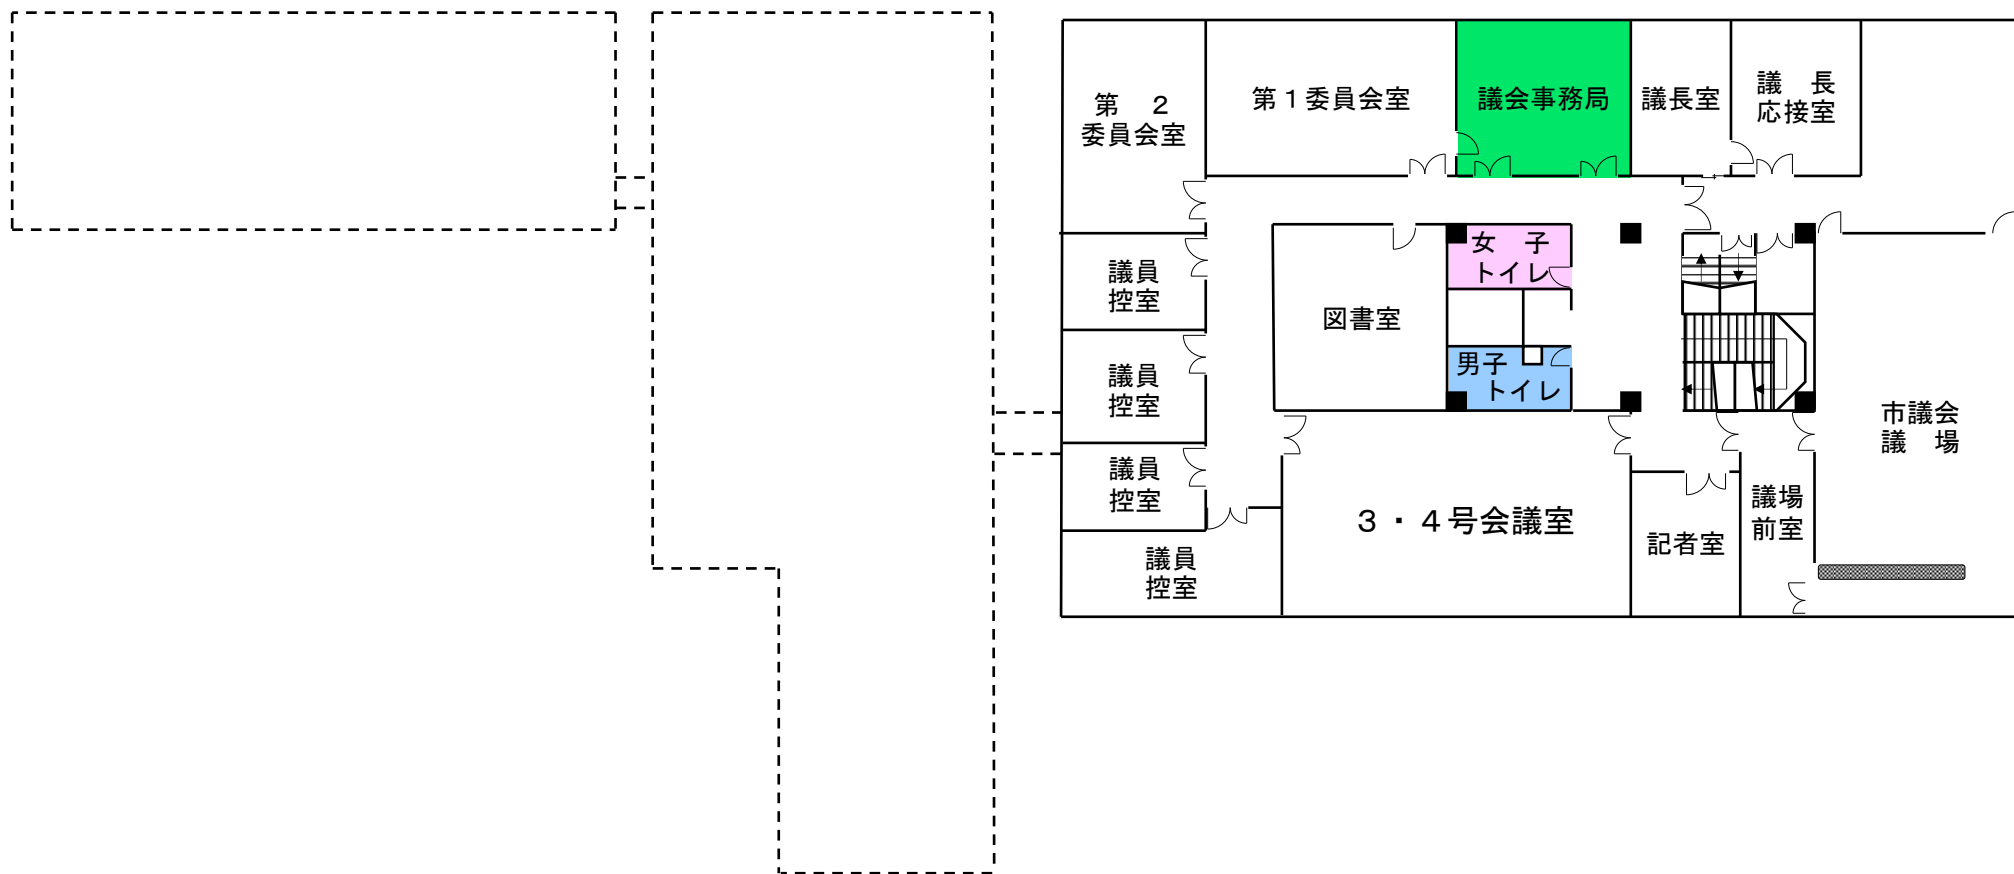 第　２
委員会室
第１委員会室
議会事務局
議長室
議　長
応接室
女　子
トイレ
議員
控室
図書室
男子
トイレ
議員
控室
市議会
議　場
議員
控室
３・４号会議室
議場
前室
記者室
議員
控室